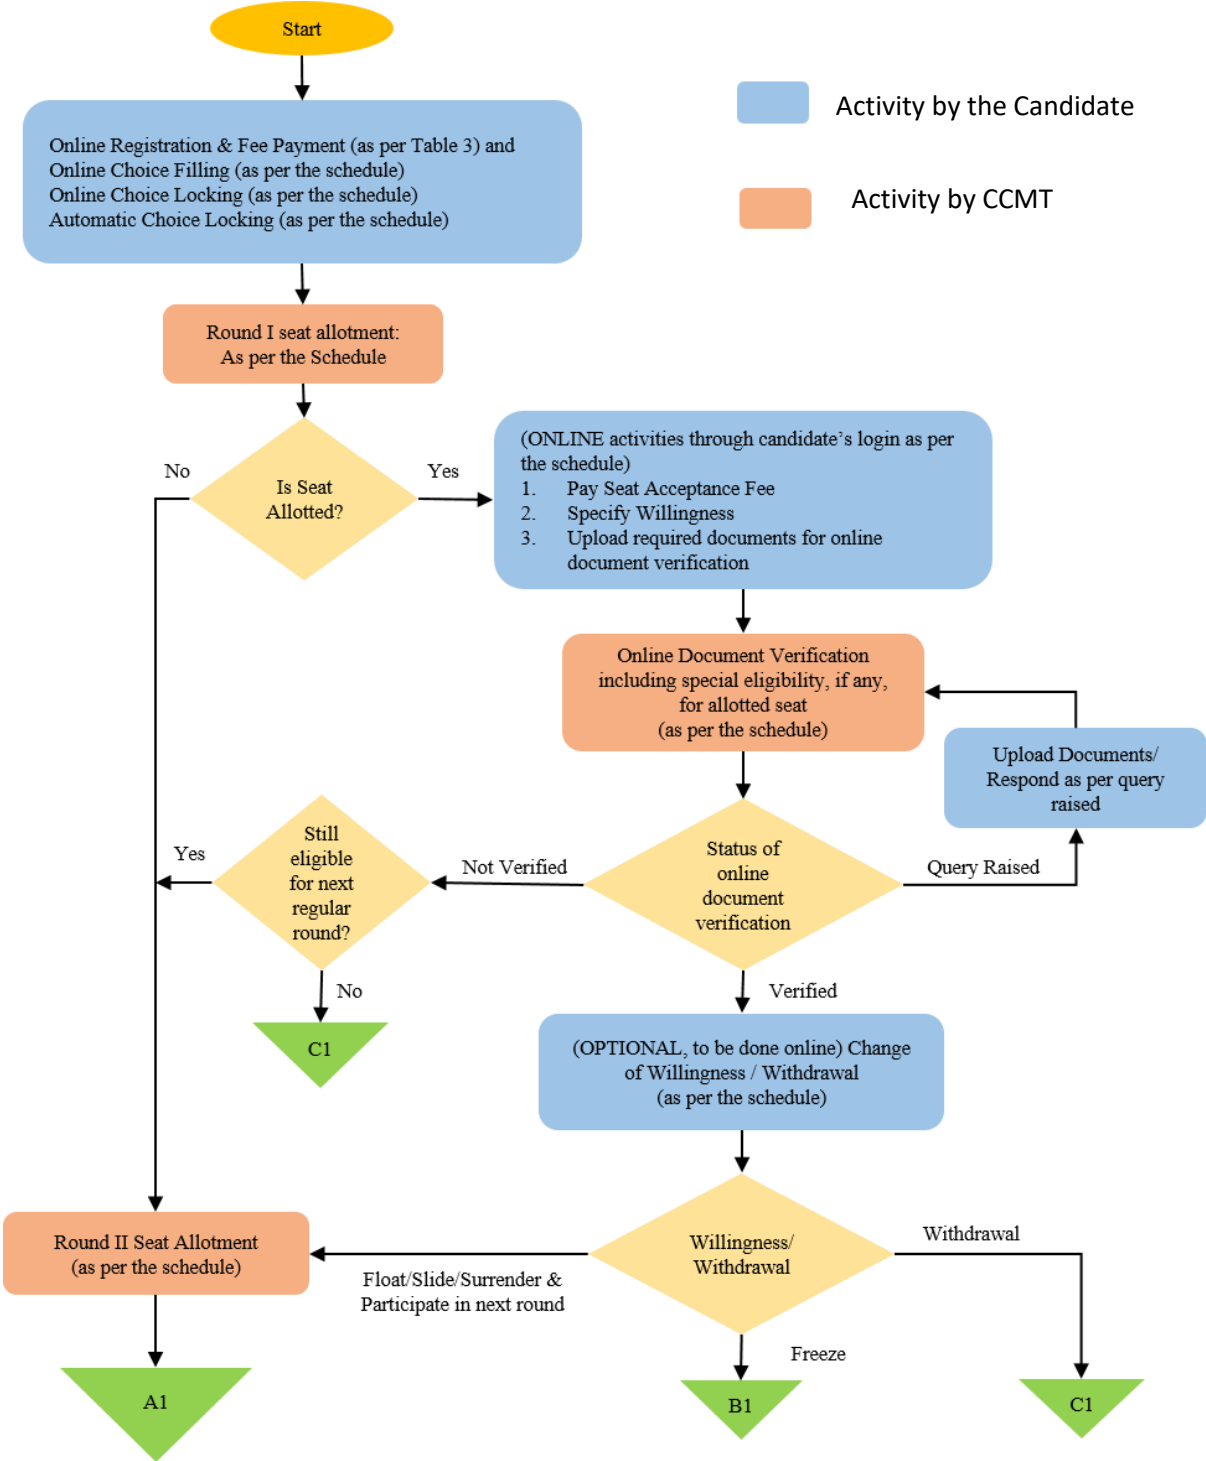 Start
Activity by the Candidate
Online Registration & Fee Payment (as per Table 3) and
Online Choice Filling (as per the schedule)
Online Choice Locking (as per the schedule)
Automatic Choice Locking (as per the schedule)
Activity by CCMT
Round I seat allotment:
As per the Schedule
No
Is Seat
Allotted?
Yes
(ONLINE activities through candidate’s login as per
the schedule)
1. Pay Seat Acceptance Fee
2. Specify Willingness
3. Upload required documents for online
document verification
Online Document Verification
including special eligibility, if any,
for allotted seat
(as per the schedule)
Upload Documents/
Respond as per query
raised
Yes
Still
eligible
for next
regular
round?
Not Verified
Status of
online
document
verification
Query Raised
No
Verified
C1
(OPTIONAL, to be done online) Change
of Willingness / Withdrawal
(as per the schedule)
Round II Seat Allotment
(as per the schedule)
Float/Slide/Surrender &
Participate in next round
Willingness/
Withdrawal
Withdrawal
Freeze
A1
B1
C1